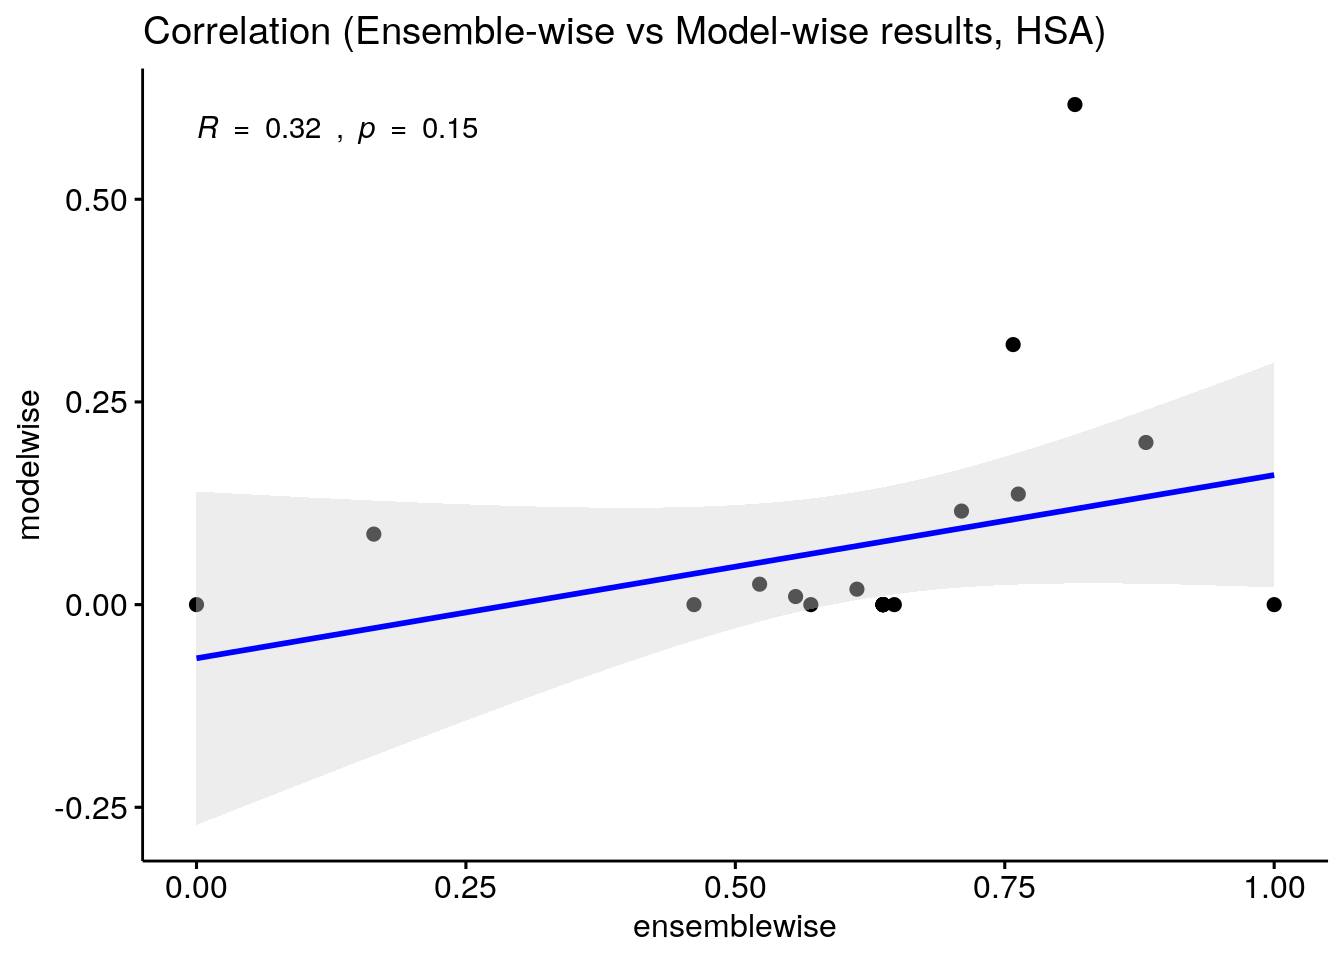 Correlation (Ensemble-wise vs Model-wise results, HSA)
R = 0.32 , p = 0.15
0.50
0.25
0.00
-0.25
modelwise
0.00 0.25 0.50 0.75 1.00
ensemblewise